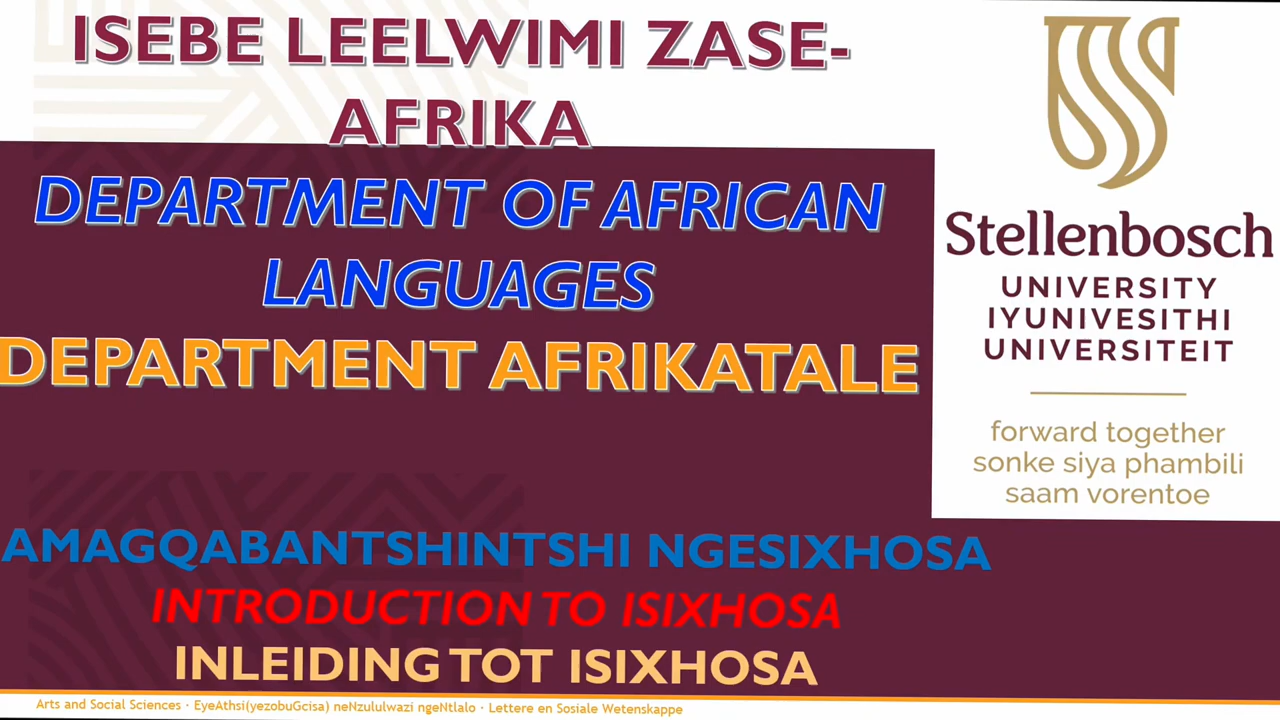 ISEBE LEELWIMI ZASE-
AFRIKA
DEPARTMENT OF AFRICAN
LANGUAGES
DEPARTMENT AFRIKATALE
Stellenbosch
UNIVERSITY
IYUNIVESITHI
UNIVERSITEIT
forward together
sonke siya phambili
saam vorentoe
AMAGQABANTSHINTSHI NGESIXHOSA
INTRODUCTION TO ISIXHOSA
INLEIDING TOT ISIXHOSA
Arts and Social Sciences · EyeAthsi(yezobuGcisa) neNzululwazi ngeNtlalo · Lettere en Sosiale Wetenskappe